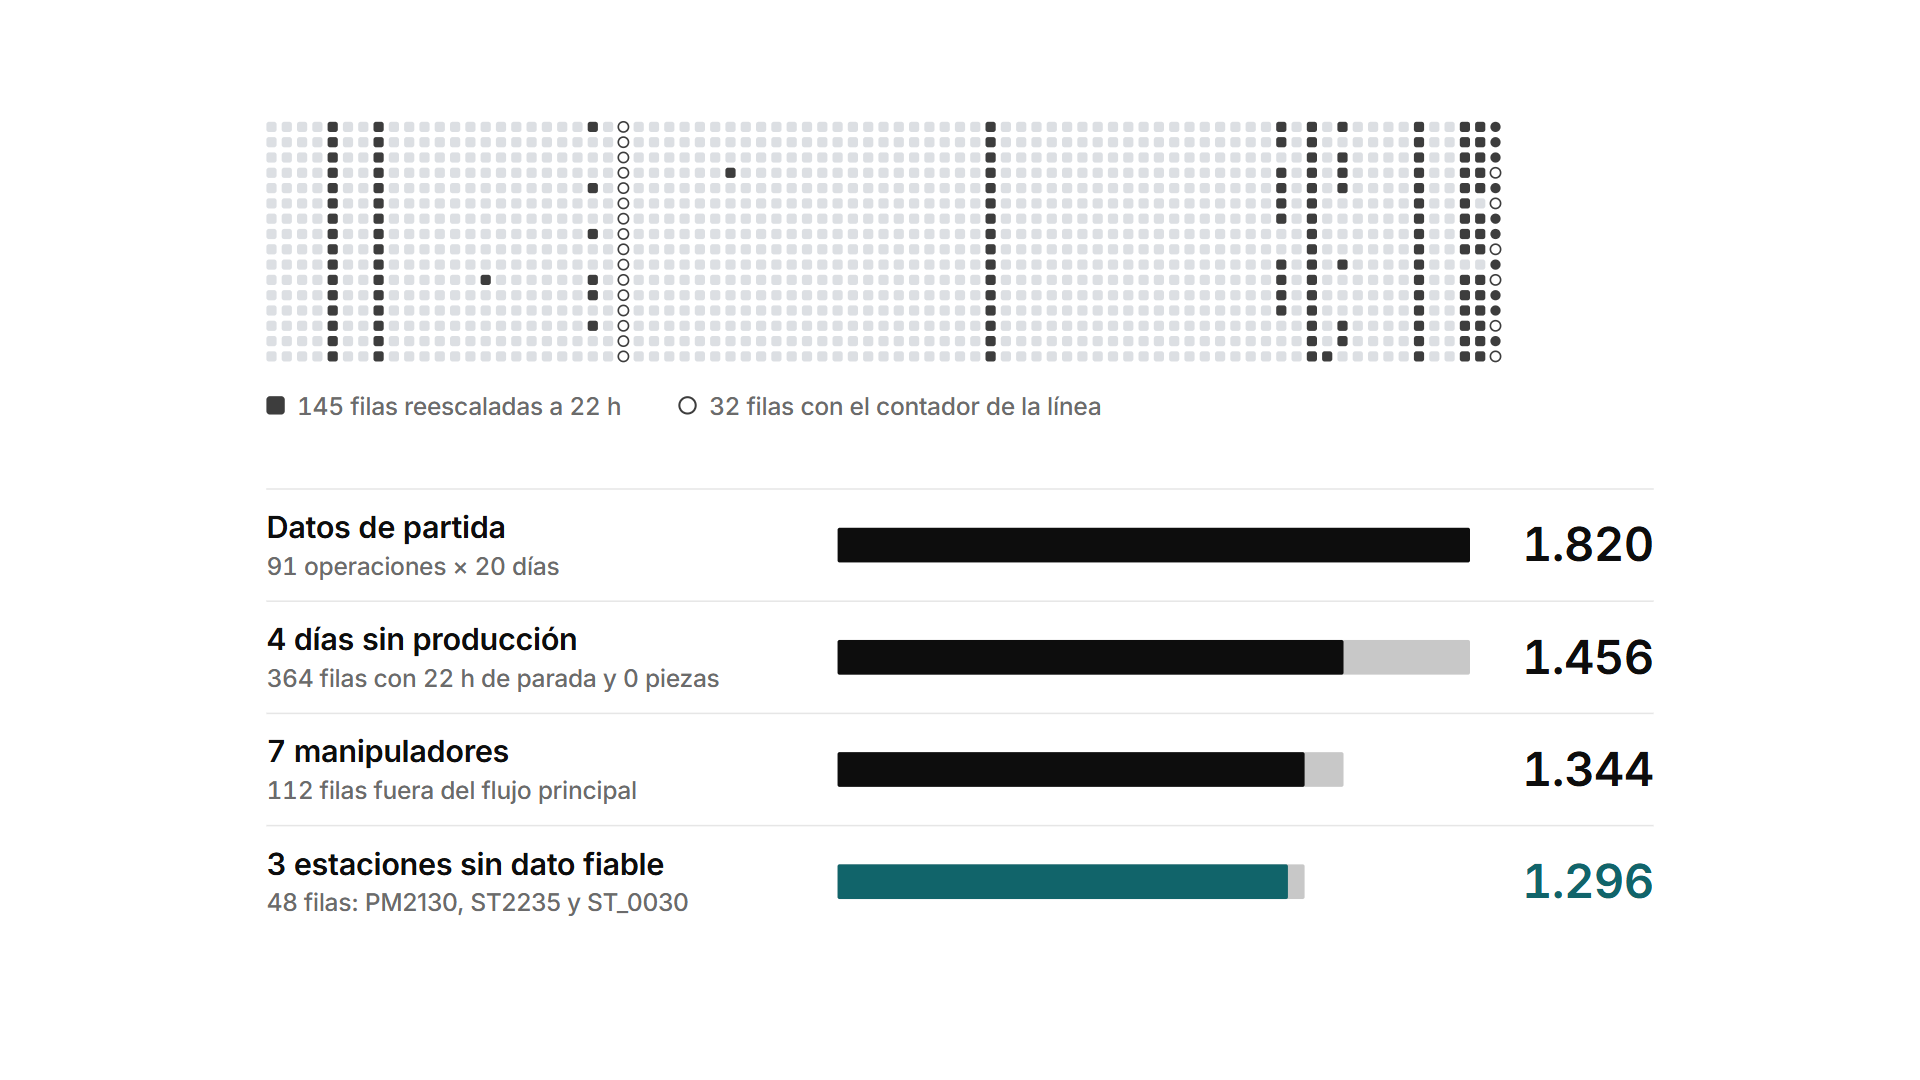 145 filas reescaladas a 22 h
32 filas con el contador de la línea
Datos de partida
91 operaciones × 20 días
1.820
4 días sin producción
364 filas con 22 h de parada y 0 piezas
1.456
7 manipuladores
112 filas fuera del flujo principal
1.344
3 estaciones sin dato fiable
48 filas: PM2130, ST2235 y ST_0030
1.296